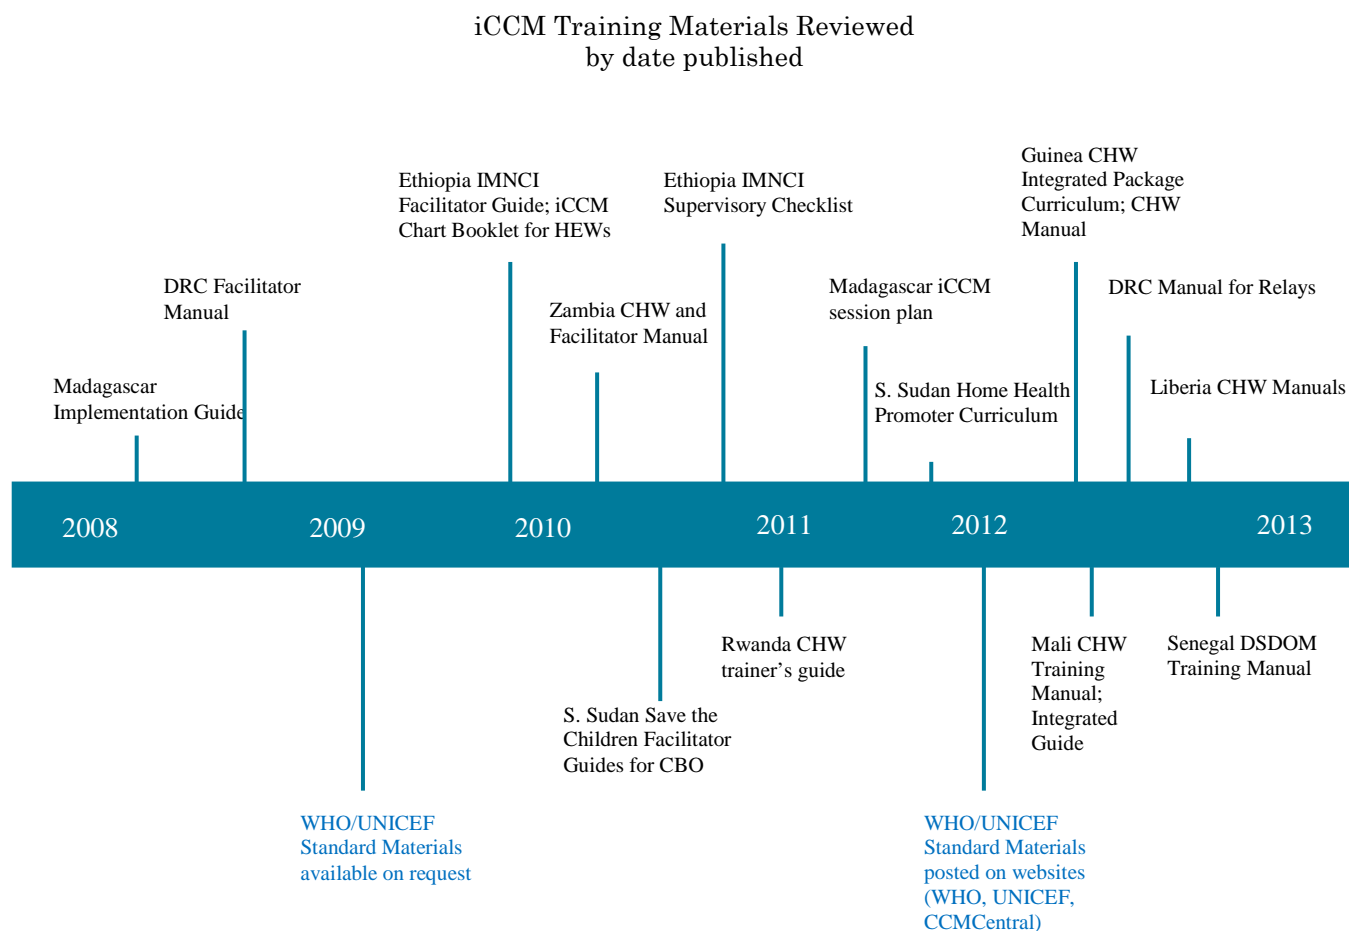 iCCM Training Materials Reviewed
by date published
Guinea CHW
Integrated Package
Curriculum; CHW
Manual
Ethiopia IMNCI
Facilitator Guide; iCCM
Chart Booklet for HEWs
Ethiopia IMNCI
Supervisory Checklist
DRC Facilitator
Manual
Zambia CHW and
Facilitator Manual
Madagascar iCCM
session plan
DRC Manual for Relays
Madagascar
Implementation Guide
S. Sudan Home Health
Promoter Curriculum
Liberia CHW Manuals
2008
2009
2010
2011
2012
2013
Rwanda CHW
trainer’s guide
Mali CHW
Training
Manual;
Integrated
Guide
Senegal DSDOM
Training Manual
S. Sudan Save the
Children Facilitator
Guides for CBO
WHO/UNICEF
Standard Materials
available on request
WHO/UNICEF
Standard Materials
posted on websites
(WHO, UNICEF,
CCMCentral)